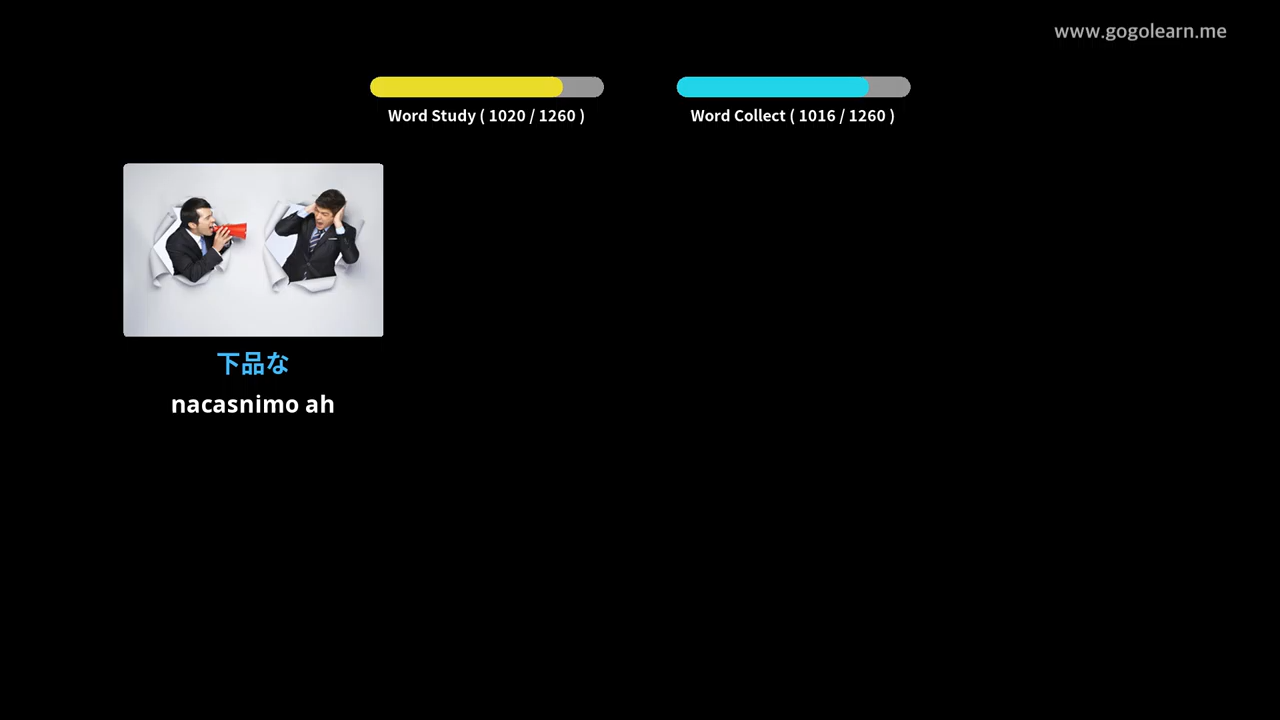 www.gogolearn.me
Word Study ( 1020 / 1260 )
Word Collect ( 1016 / 1260 )
下品な
nacasnimo ah